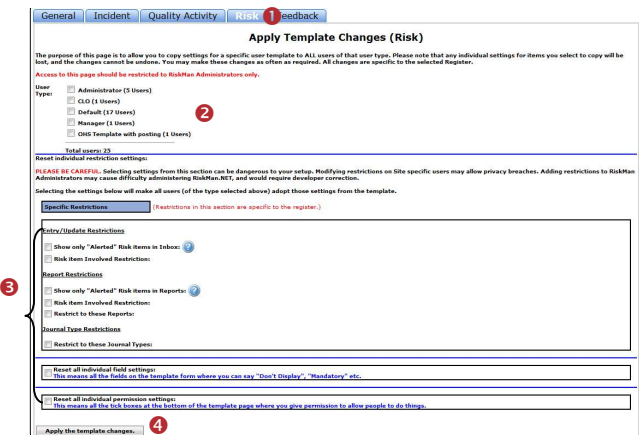 General Incident Quality Activity Risk 1 eedback
Apply Template Changes (Risk)
The purpose of this page is to allow you to copy settings for a specific user template to ALL users of that user type. Please note that any individual settings for items you select to copy will be
lost, and the changes cannot be undone. You may make these changes as often as required. All changes are specific to the selected Register.
Access to this page should be restricted to RiskMan Administrators only.
User
Type:
Administrator (5 Users)
CLO (1 Users)
Default (17 Users)
2
Manager (1 Users)
OHS Template with posting (1 Users)
Total users: 25
Reset individual restriction settings:
PLEASE BE CAREFUL. Selecting settings from this section can be dangerous to your setup. Modifying restrictions on Site specific users may allow privacy breaches. Adding restrictions to RiskMan
Administrators may cause difficulty administering RiskMan.NET, and would require developer correction.
Selecting the settings below will make all users (of the type selected above) adopt those settings from the template.
Specific Restrictions (Restrictions in this section are specific to the register.)
Entry/Update Restrictions
Show only "Alerted" Risk items in Inbox: ?
Risk item Involved Restriction:
Report Restrictions
3
Show only "Alerted" Risk items in Reports: ?
Risk item Involved Restriction:
Restrict to these Reports:
Journal Type Restrictions
Restrict to these Journal Types:
Reset all individual field settings:
This means all the fields on the template form where you can say "Don't Display", "Mandatory" etc.
Reset all individual permission settings:
This means all the tick boxes at the bottom of the template page where you give permission to allow people to do things.
Apply the template changes. 4